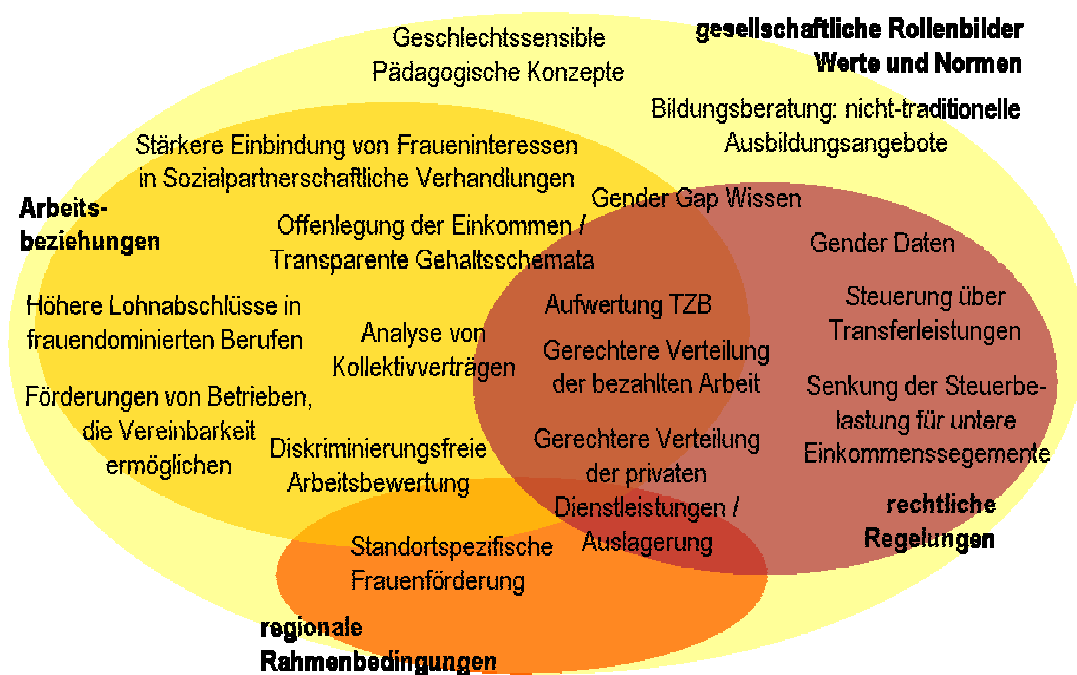 Geschlechtssensible
Pädagogische Konzepte
gesellschaftliche Rollenbilder
Werte und Normen
Bildungsberatung: nicht-traditionelle
Ausbildungsangebote
Stärkere Einbindung von Fraueninteressen
in Sozialpartnerschaftliche Verhandlungen
Arbeits-
beziehungen
Gender Gap Wissen
Offenlegung der Einkommen /
Transparente Gehaltsschemata
Gender Daten
Höhere Lohnabschlüsse in
frauendominierten Berufen
Analyse von
Kollektivverträgen
Aufwertung TZB
Steuerung über
Transferleistungen
Gerechtere Verteilung
der bezahlten Arbeit
Förderungen von Betrieben,
die Vereinbarkeit
ermöglichen
Diskriminierungsfreie
Arbeitsbewertung
Senkung der Steuerbe-
lastung für untere
Einkommenssegemente
Gerechtere Verteilung
der privaten
Dienstleistungen /
Auslagerung
rechtliche
Regelungen
Standortspezifische
Frauenförderung
regionale
Rahmenbedingungen